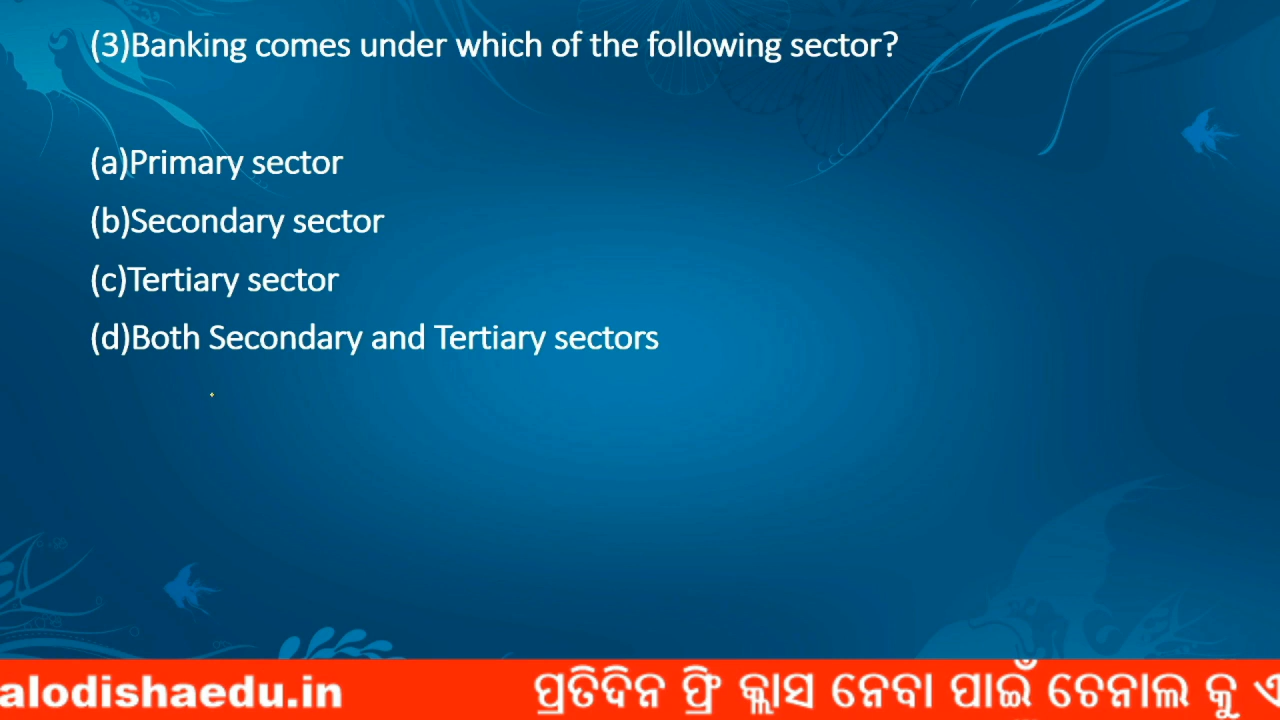 (3)Banking comes under which of the following sector?
(a)Primary sector
(b)Secondary sector
(c)Tertiary sector
(d)Both Secondary and Tertiary sectors
alodishaedu.in ପ୍ରତିଦିନ ଫ୍ରି କ୍ଲାସ ନେବା ପାଇଁ ଚେନାଲ କୁ ଏ